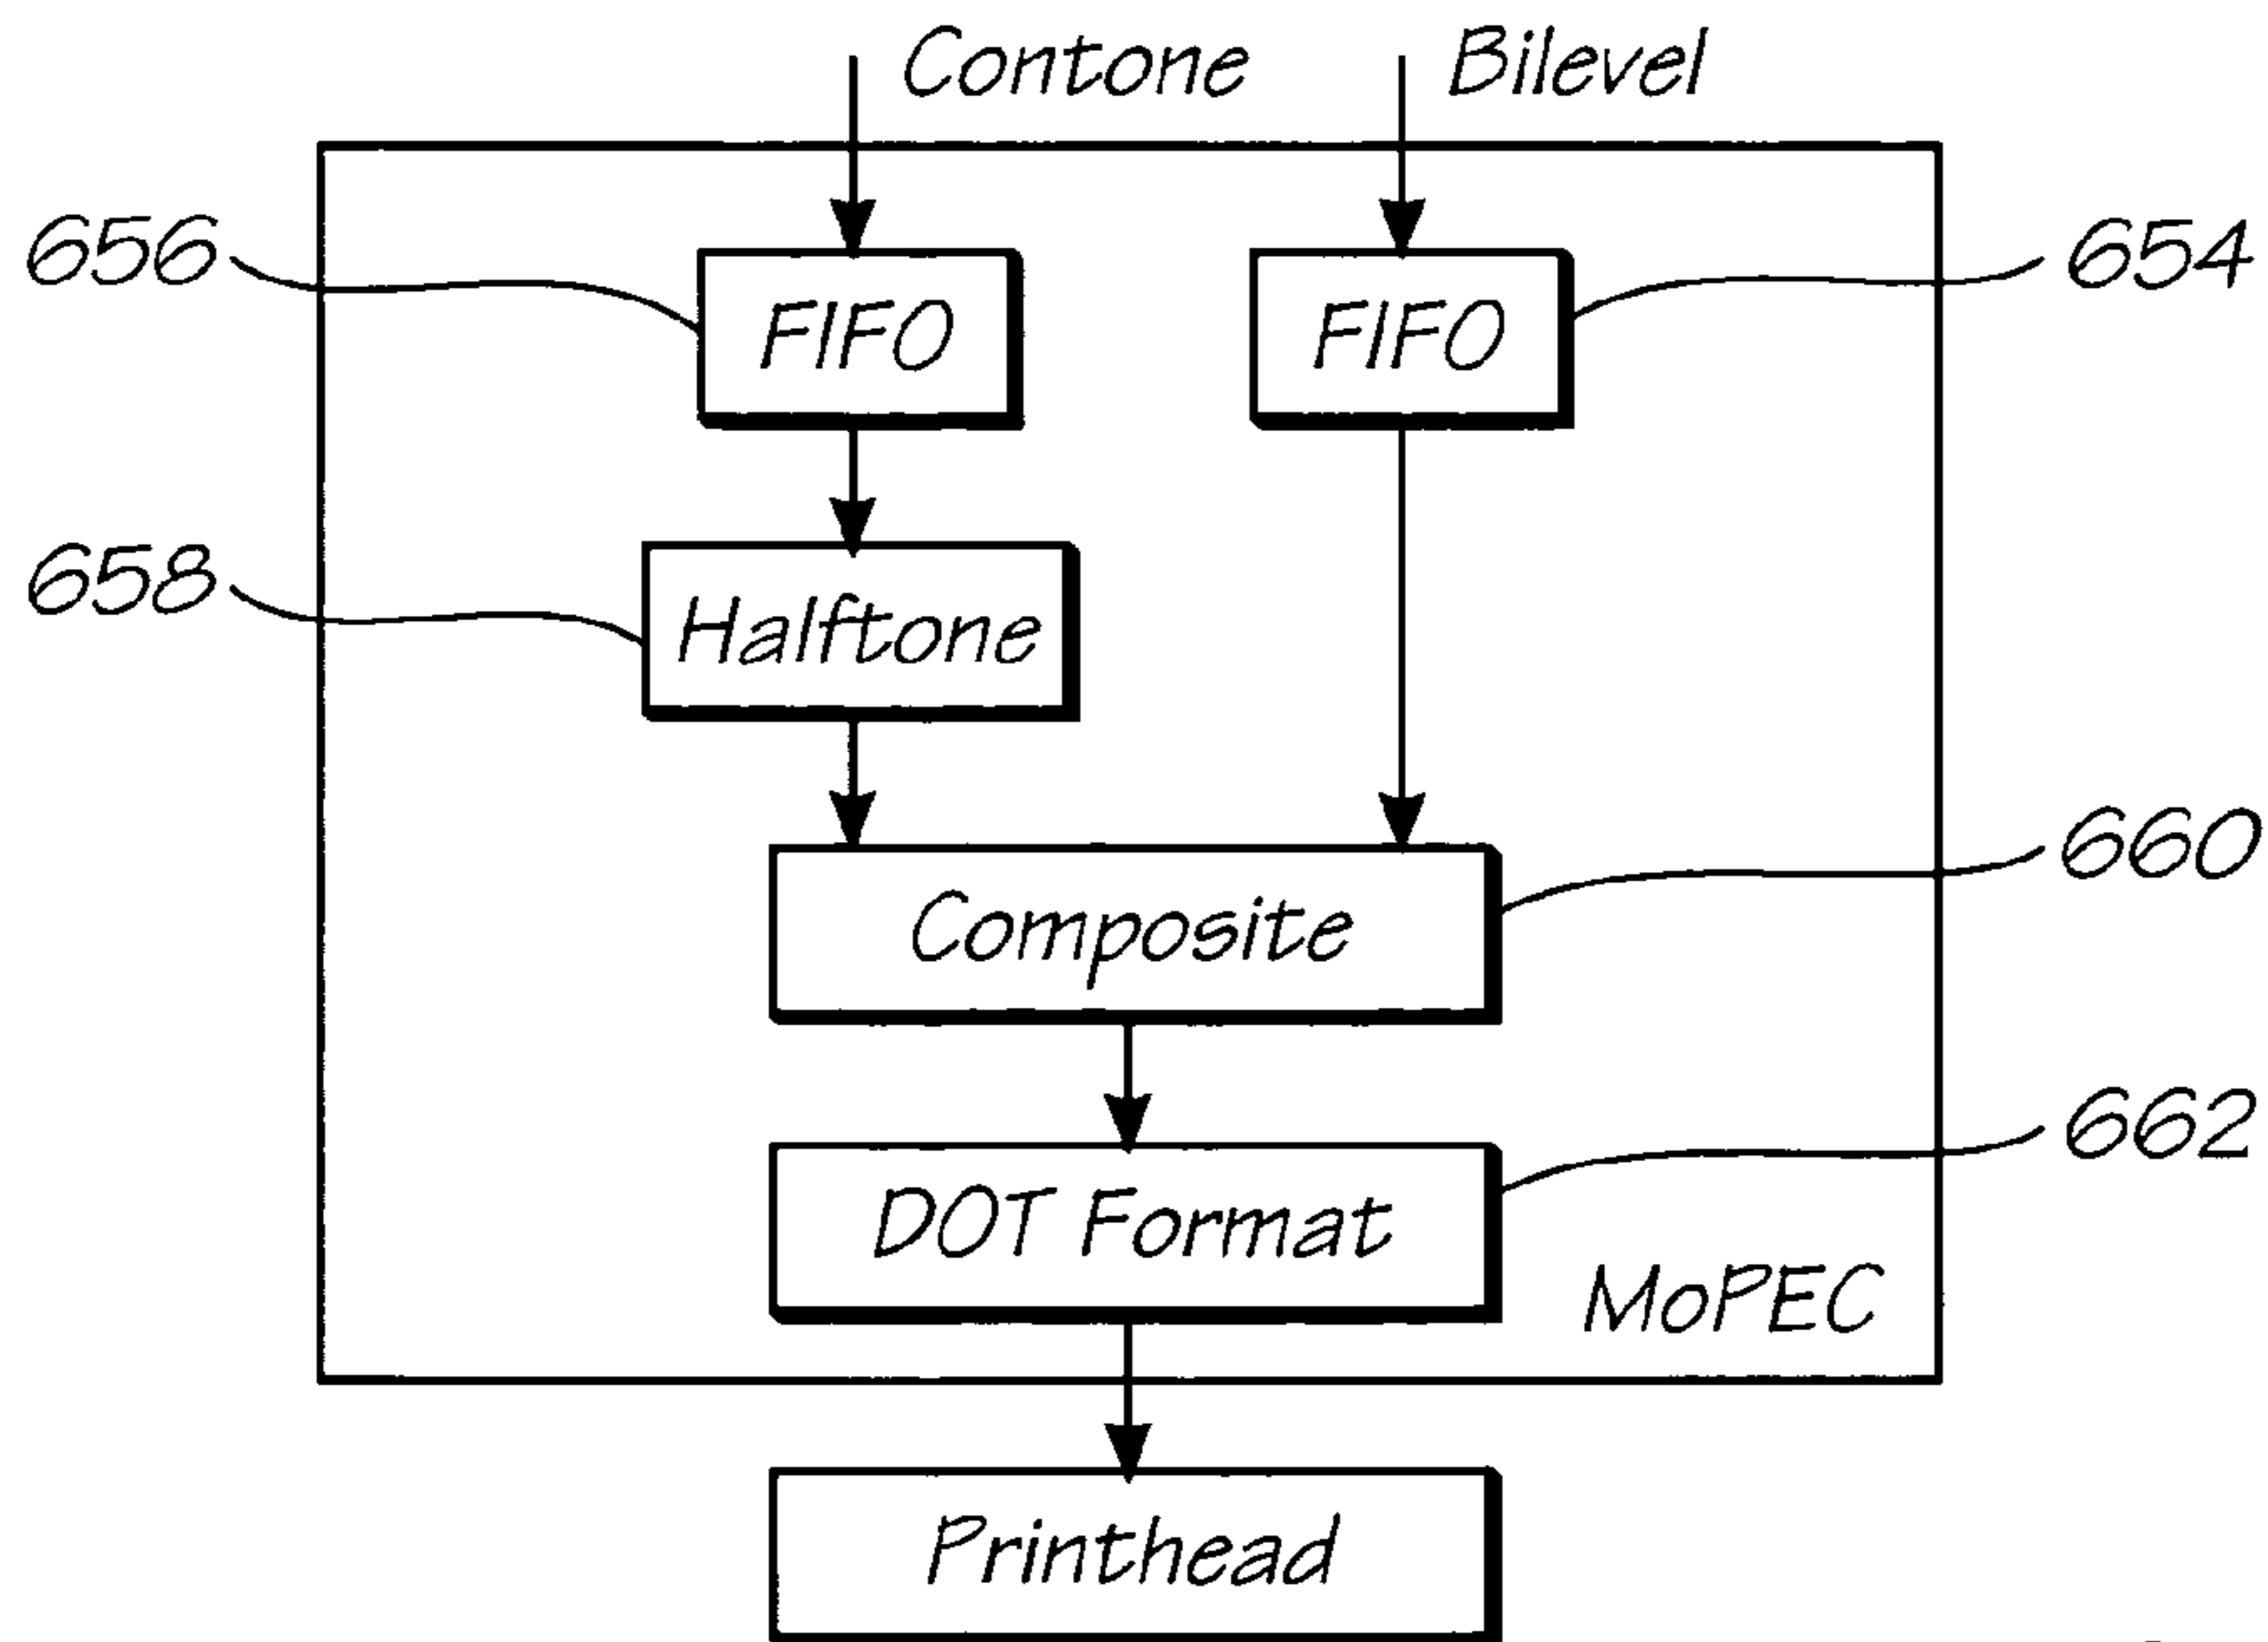 Contone Bilevel
656 FIFO FIFO 654
658 Halftone
660
Composite
662
DOT Format
MoPEC
Printhead